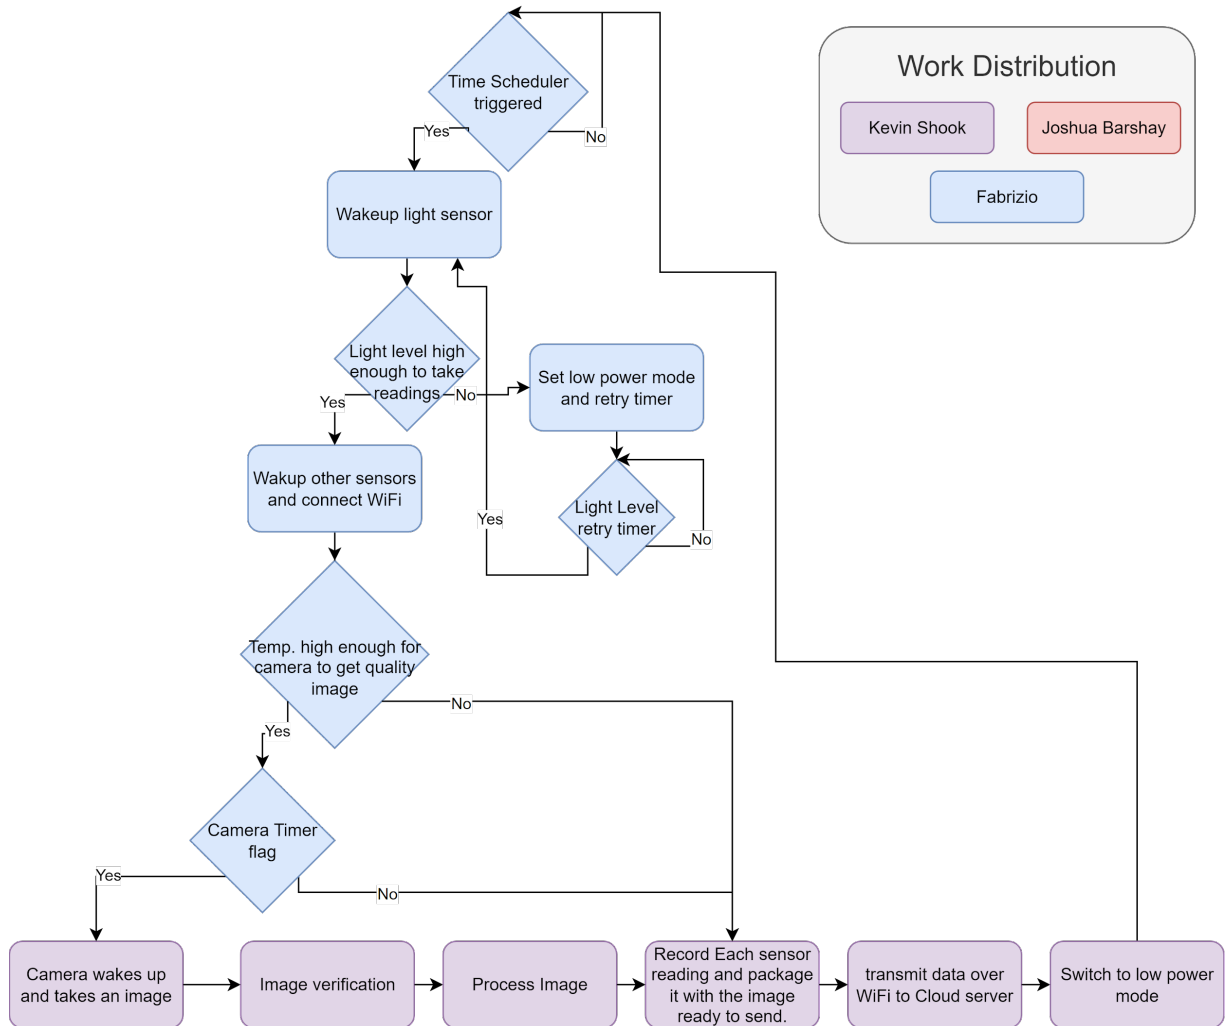 Work Distribution
Kevin Shook
Joshua Barshay
Fabrizio
Time Scheduler
triggered
Yes
No
Wakeup light sensor
Light level high
enough to take
readings
Yes
No
Set low power mode
and retry timer
Light Level
retry timer
Yes
No
Wakup other sensors
and connect WiFi
Temp. high enough for
camera to get quality
image
Yes
No
Camera Timer
flag
Yes
No
Camera wakes up
and takes an image
Image verification
Process Image
Record Each sensor
reading and package
it with the image
ready to send.
transmit data over
WiFi to Cloud server
Switch to low power
mode